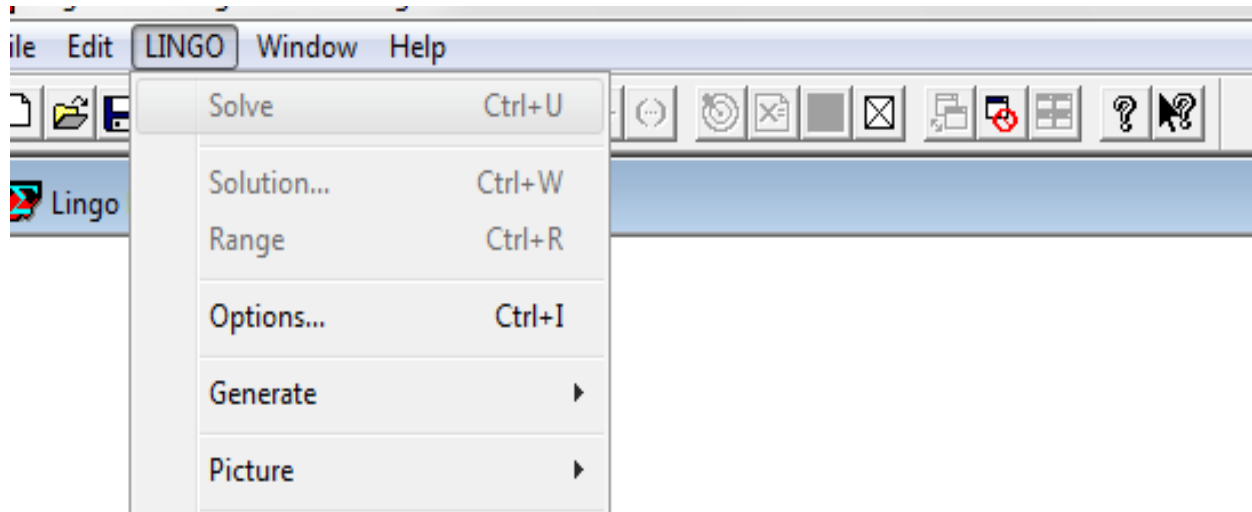 ile Edit LINGO Window Help
Solve Ctrl+U
Lingo
Solution... Ctrl+W
Range Ctrl+R
Options... Ctrl+I
Generate
Picture